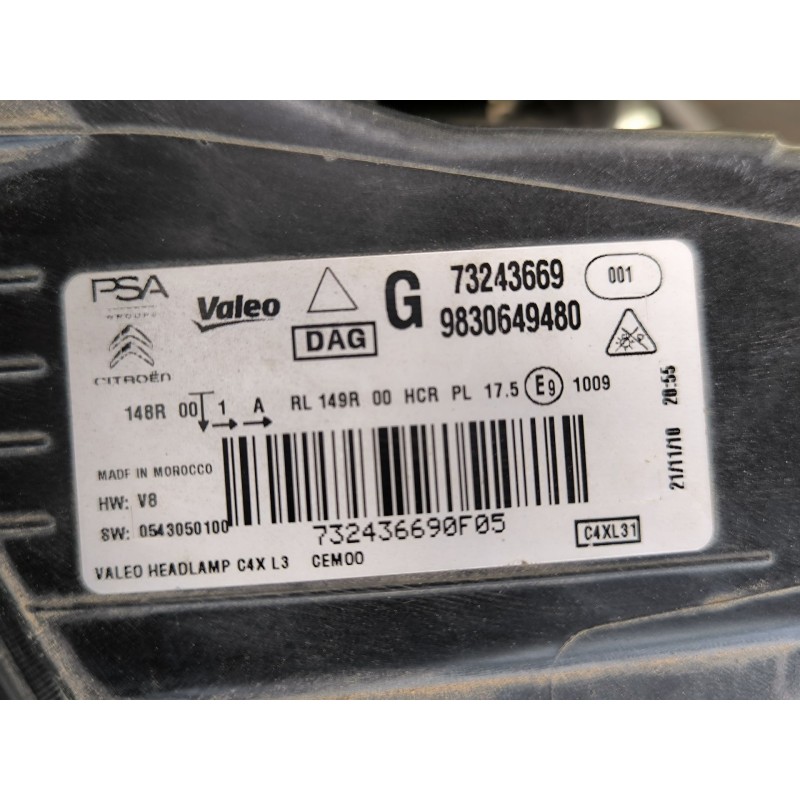 PSA
GROUPE
CITROËN
Valeo
DAG
G
73243669
9830649480
001
148R 00 1 A RL 149R 00 HCR PL 17.5 E9 1009
21/11/10 20:55
MADE IN MOROCCO
HW: V8
SW: 0543050100
732436690F05
C4XL31
VALEO HEADLAMP C4X L3 CEM00